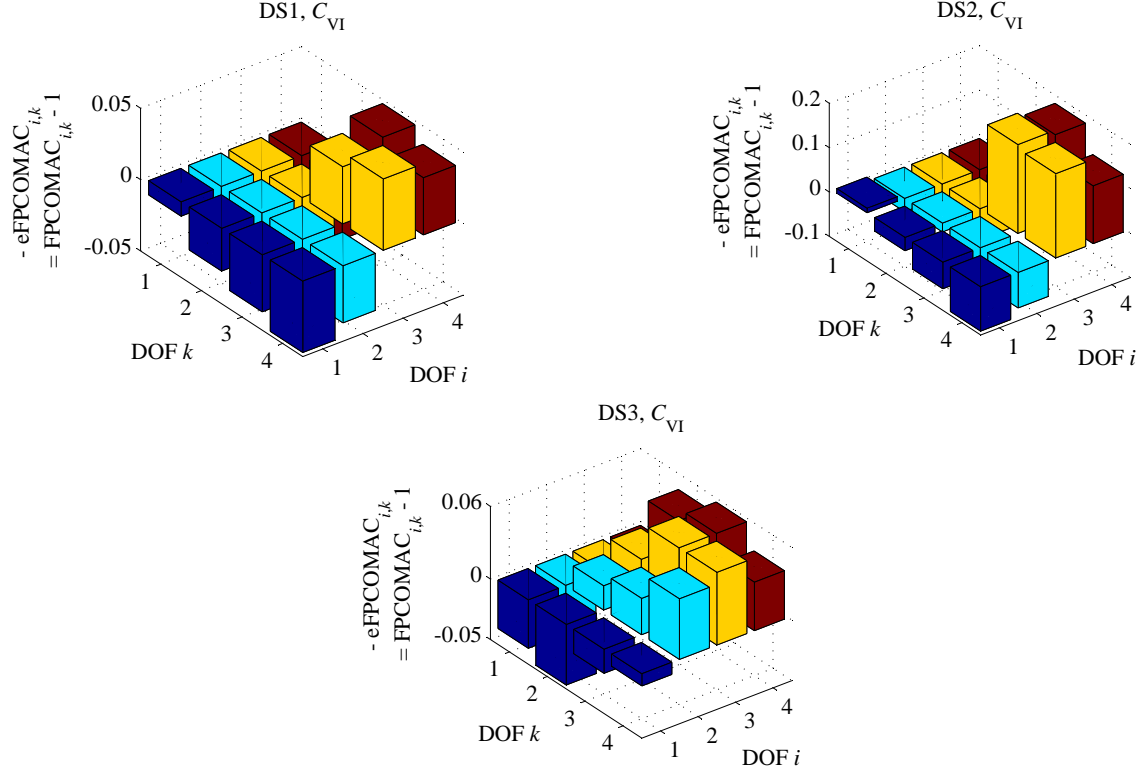 DS1, C_VI
0.05
0
-0.05
- eFPCOMAC_i,k
= FPCOMAC_i,k - 1
1
2
3
4
DOF k
1
2
3
4
DOF i
DS2, C_VI
0.2
0.1
0
-0.1
- eFPCOMAC_i,k
= FPCOMAC_i,k - 1
1
2
3
4
DOF k
1
2
3
4
DOF i
DS3, C_VI
0.06
0
-0.05
- eFPCOMAC_i,k
= FPCOMAC_i,k - 1
1
2
3
4
DOF k
1
2
3
4
DOF i